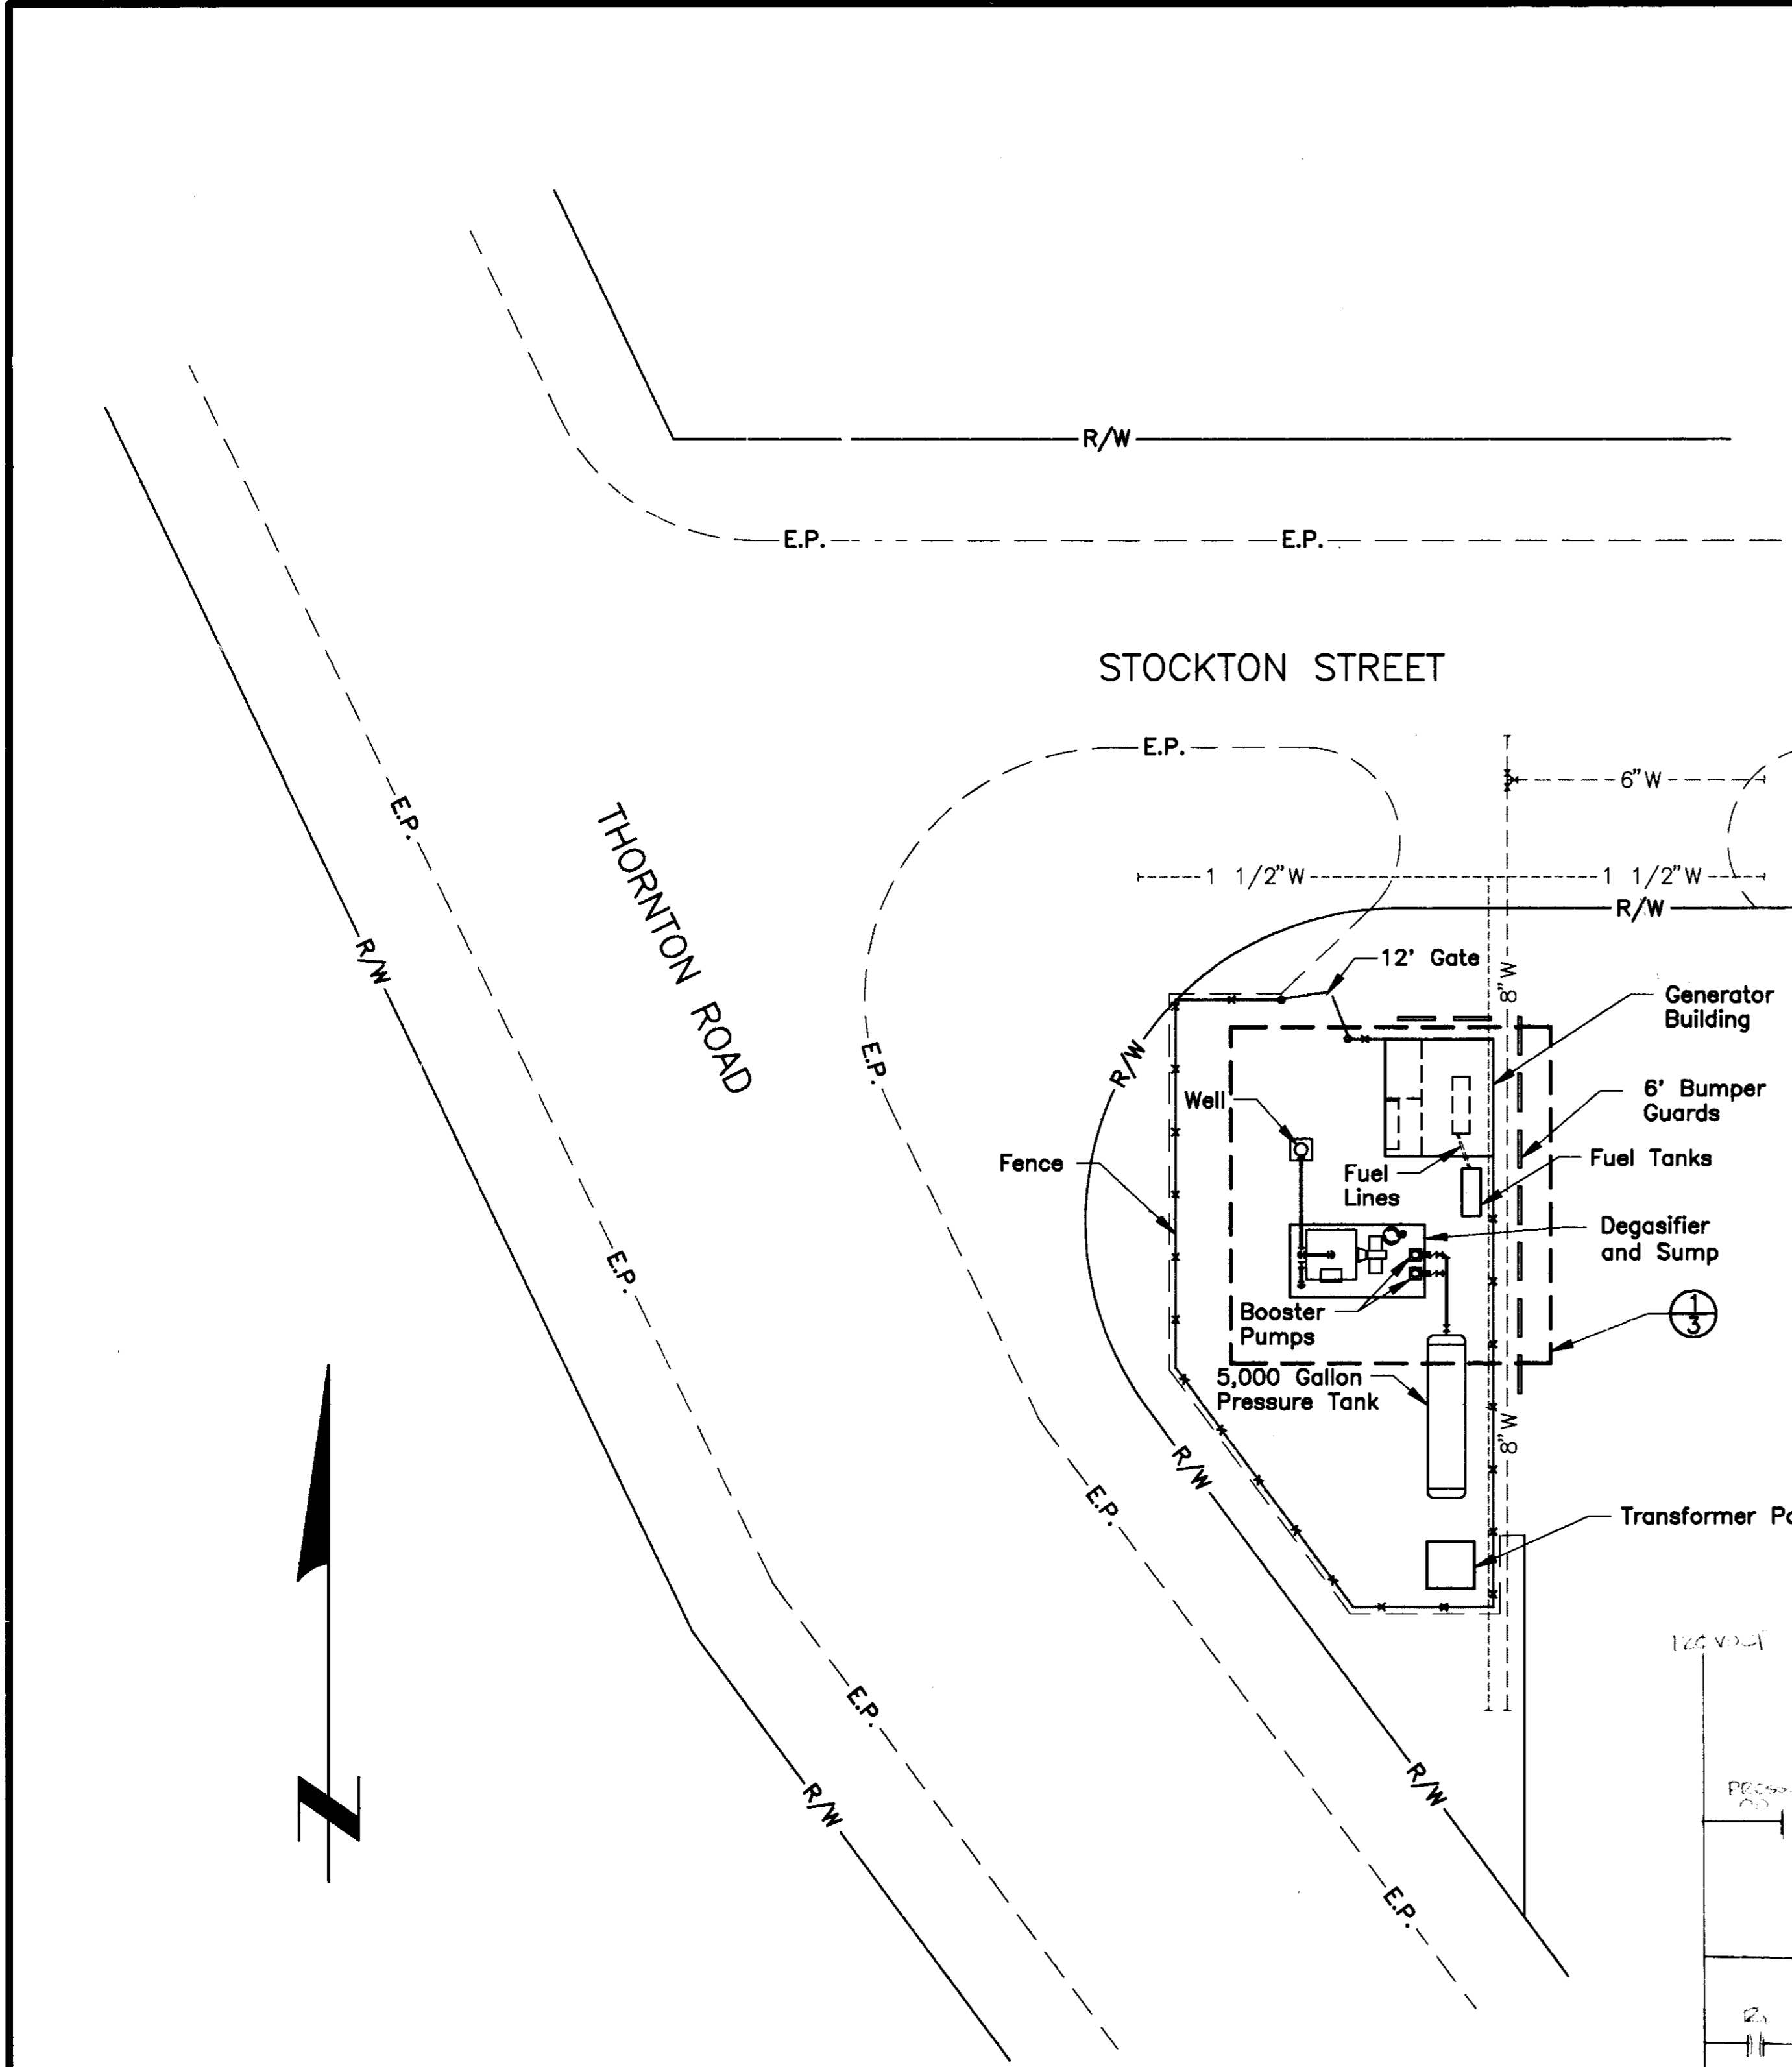 R/W
E.P.
E.P.
STOCKTON STREET
E.P.
6"W
E.P.
THORNTON ROAD
1 1/2"W
1 1/2"W
R/W
R/W
12' Gate
8"W
Generator
Building
E.P.
R/W
6' Bumper
Guards
Well
Fence
Fuel
Lines
Fuel Tanks
Degasifier
and Sump
E.P.
Booster
Pumps
1
3
5,000 Gallon
Pressure Tank
8"W
R/W
E.P.
Transformer
120 VOLT
E.P.
R/W
R/W
E.P.
N